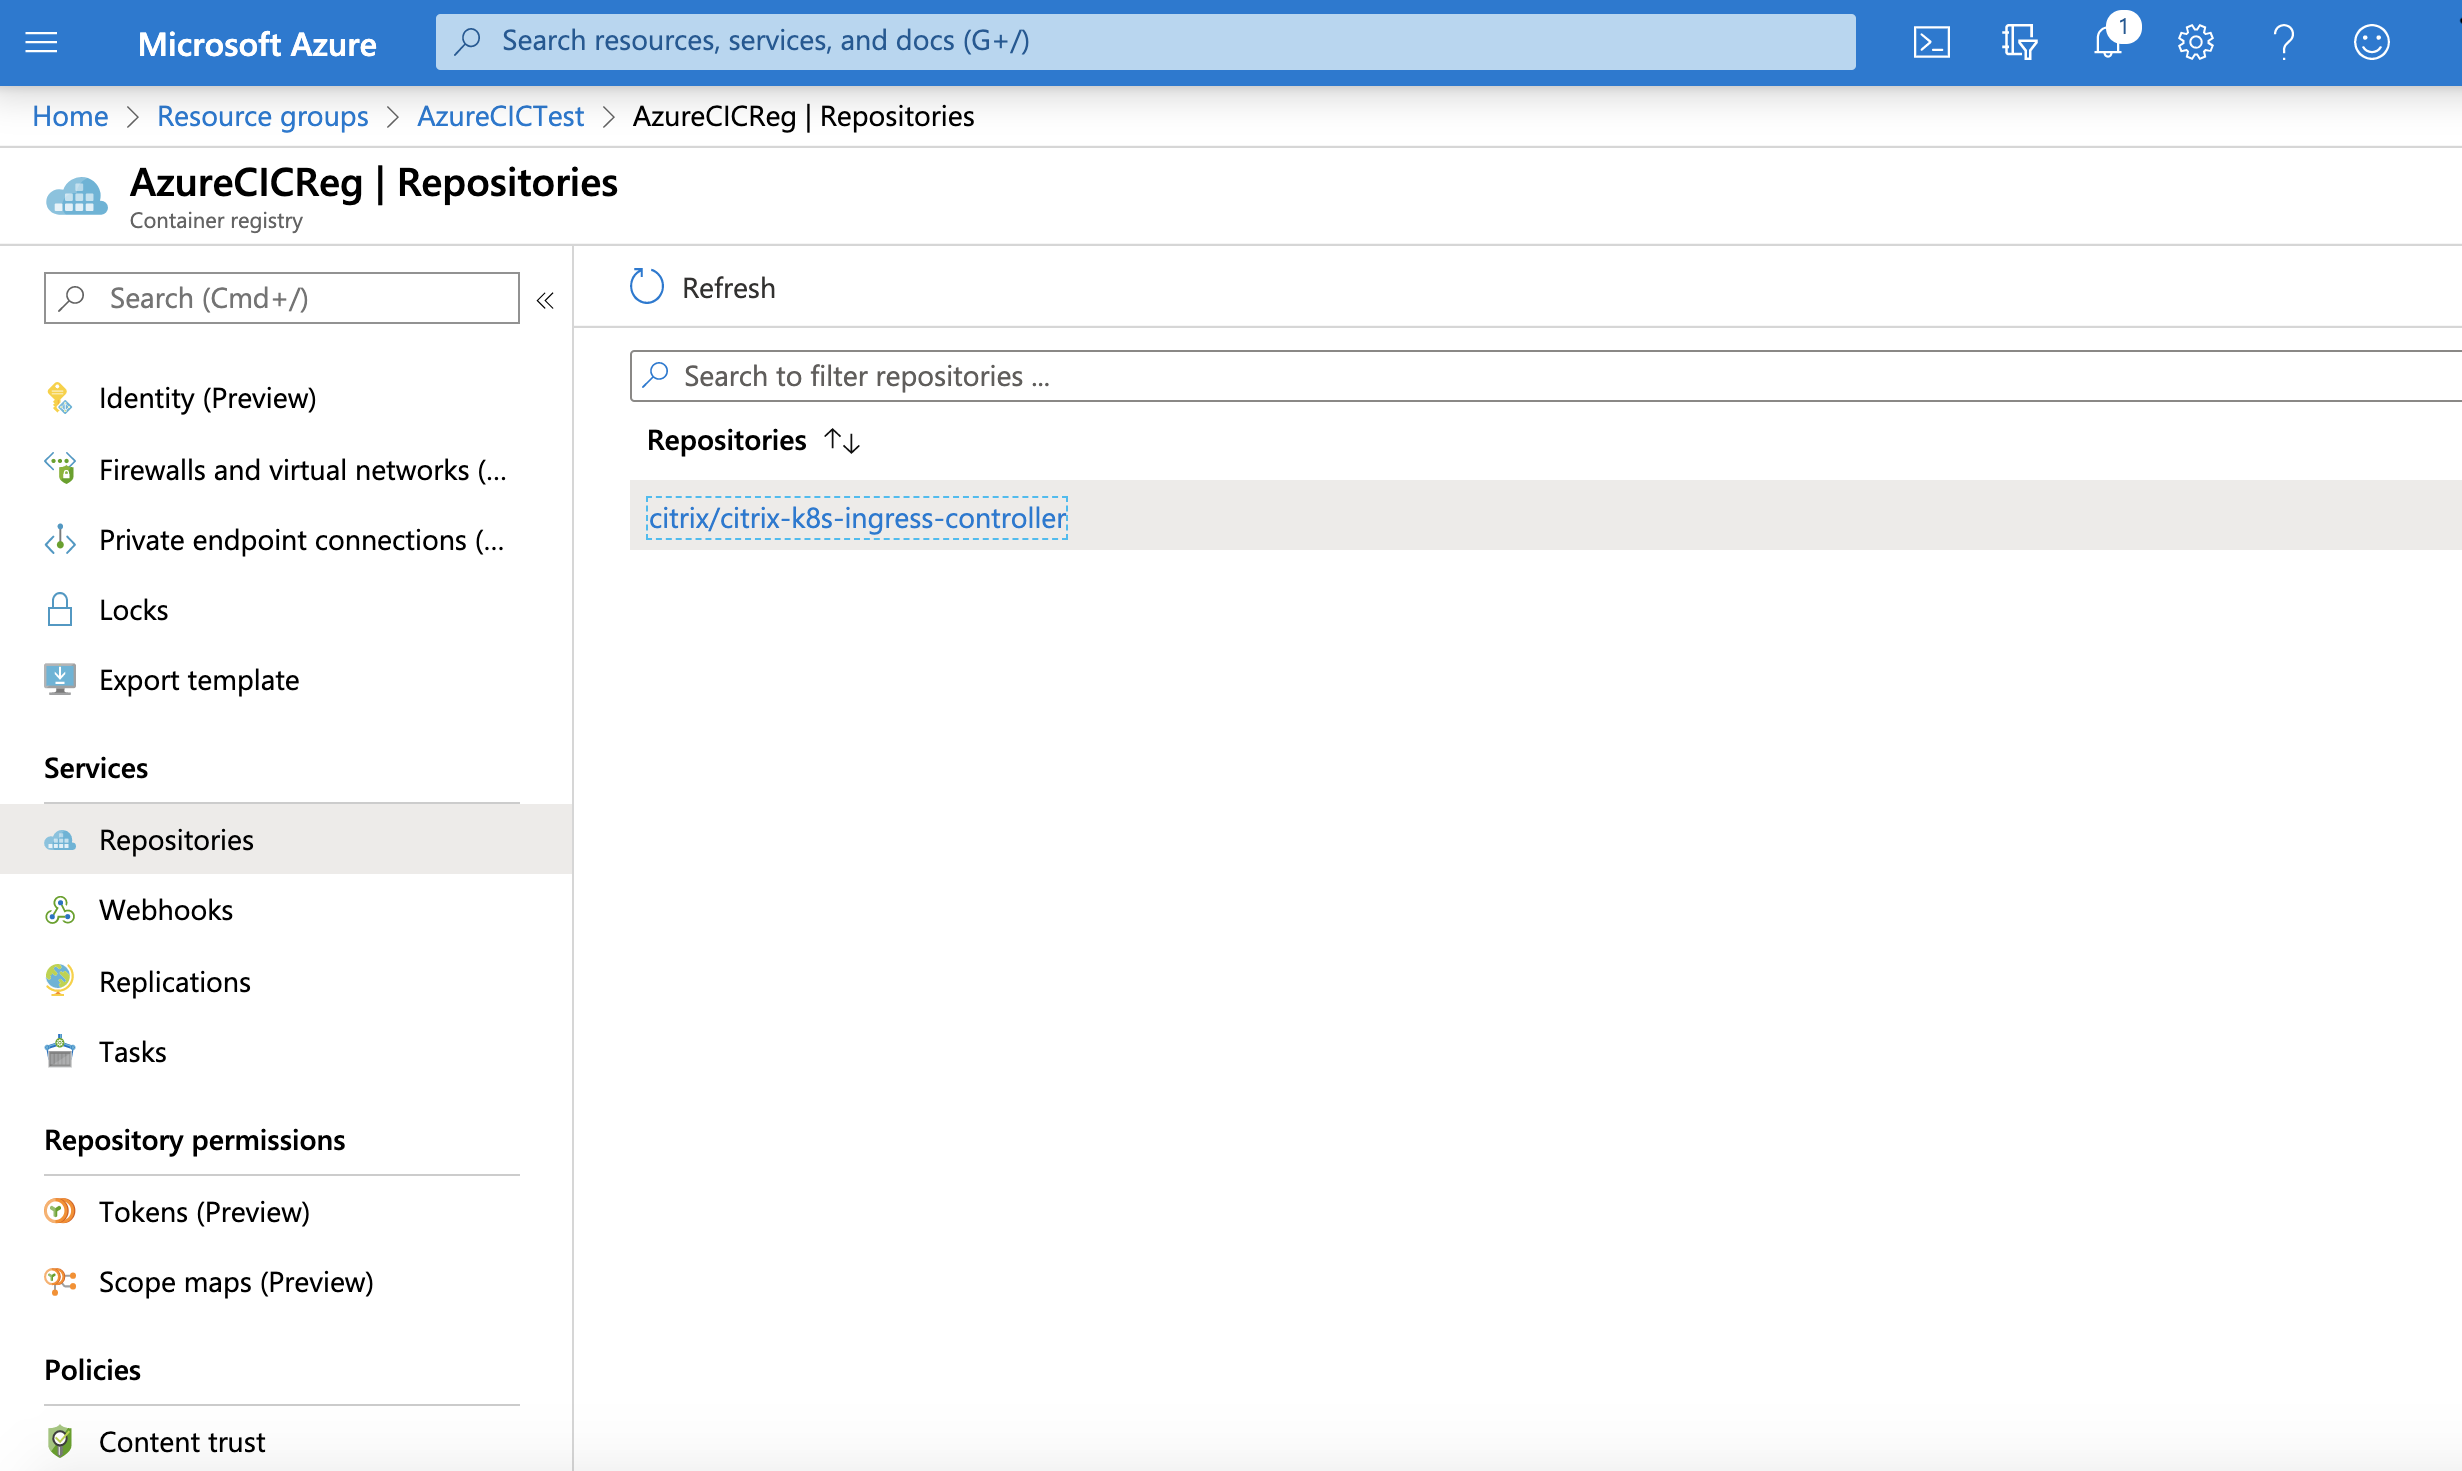 Microsoft Azure
Search resources, services, and docs (G+/)
1
Home > Resource groups > AzureCICTest > AzureCICReg | Repositories
AzureCICReg | Repositories
Container registry
Search (Cmd+/)
«
Identity (Preview)
Firewalls and virtual networks (...
Private endpoint connections (...
Locks
Export template
Services
Repositories
Webhooks
Replications
Tasks
Repository permissions
Tokens (Preview)
Scope maps (Preview)
Policies
Content trust
Refresh
Search to filter repositories ...
Repositories ↑↓
citrix/citrix-k8s-ingress-controller